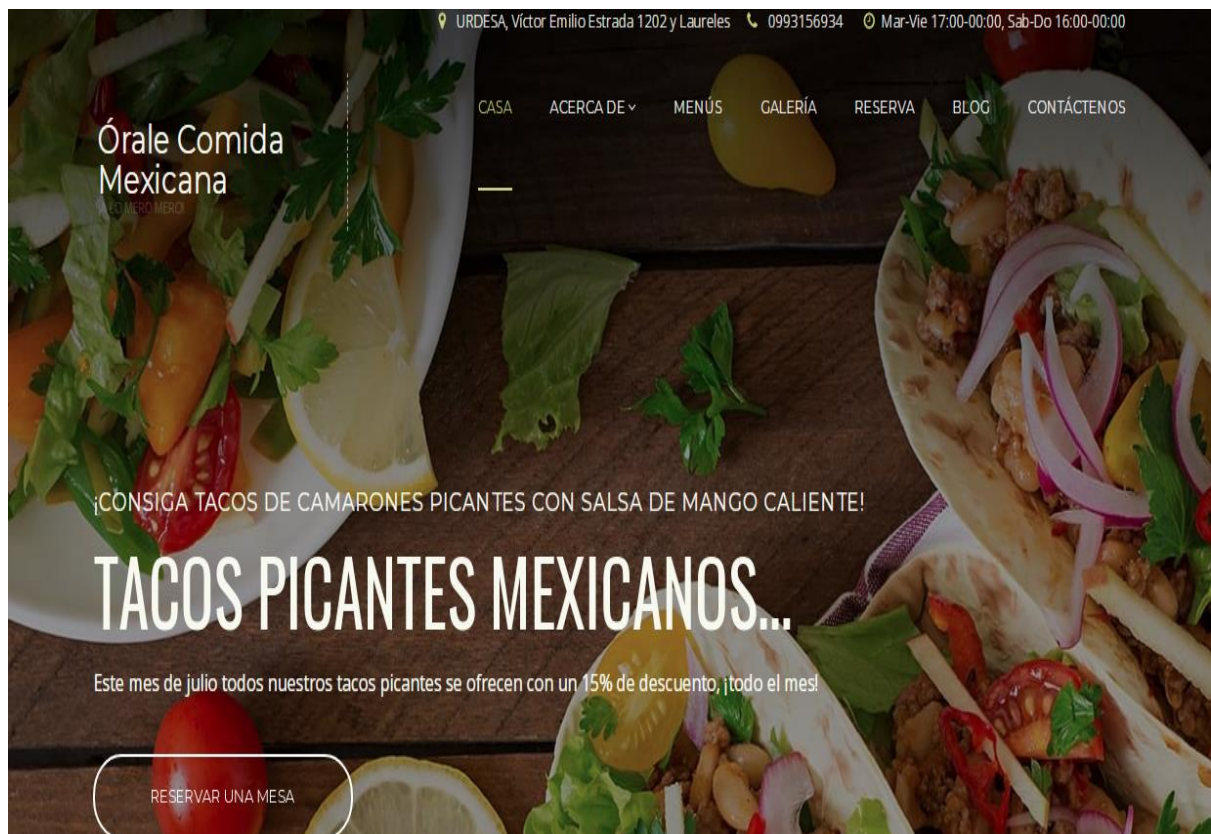 URDESA, Víctor Emilio Estrada 1202 y Laureles 0993156934 Mar-Vie 17:00-00:00, Sab-Do 16:00-00:00
CASA ACERCA DE MENÚS GALERÍA RESERVA BLOG CONTÁCTENOS
Órale Comida
Mexicana
LO MERO MERO!
¡CONSIGA TACOS DE CAMARONES PICANTES CON SALSA DE MANGO CALIENTE!
TACOS PICANTES MEXICANOS...
Este mes de julio todos nuestros tacos picantes se ofrecen con un 15% de descuento, ¡todo el mes!
RESERVAR UNA MESA